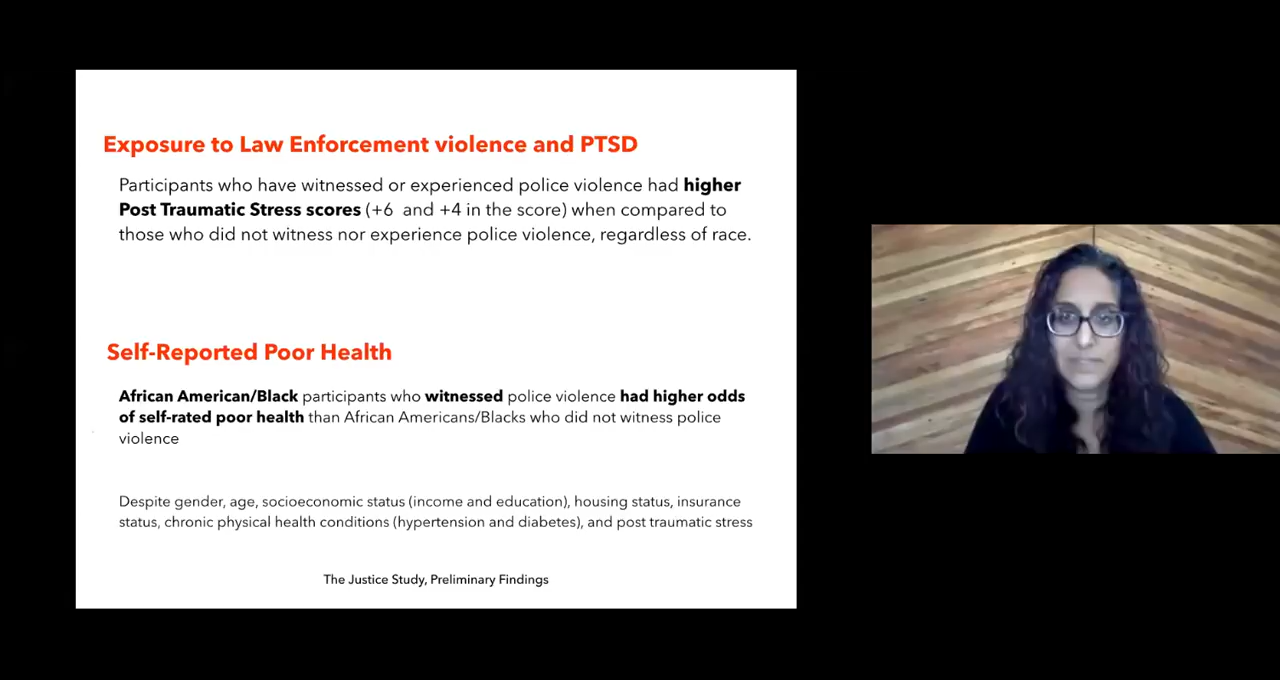 Exposure to Law Enforcement violence and PTSD
Participants who have witnessed or experienced police violence had higher
Post Traumatic Stress scores (+6 and +4 in the score) when compared to
those who did not witness nor experience police violence, regardless of race.
Self-Reported Poor Health
African American/Black participants who witnessed police violence had higher odds
of self-rated poor health than African Americans/Blacks who did not witness police
violence
Despite gender, age, socioeconomic status (income and education), housing status, insurance
status, chronic physical health conditions (hypertension and diabetes), and post traumatic stress
The Justice Study, Preliminary Findings